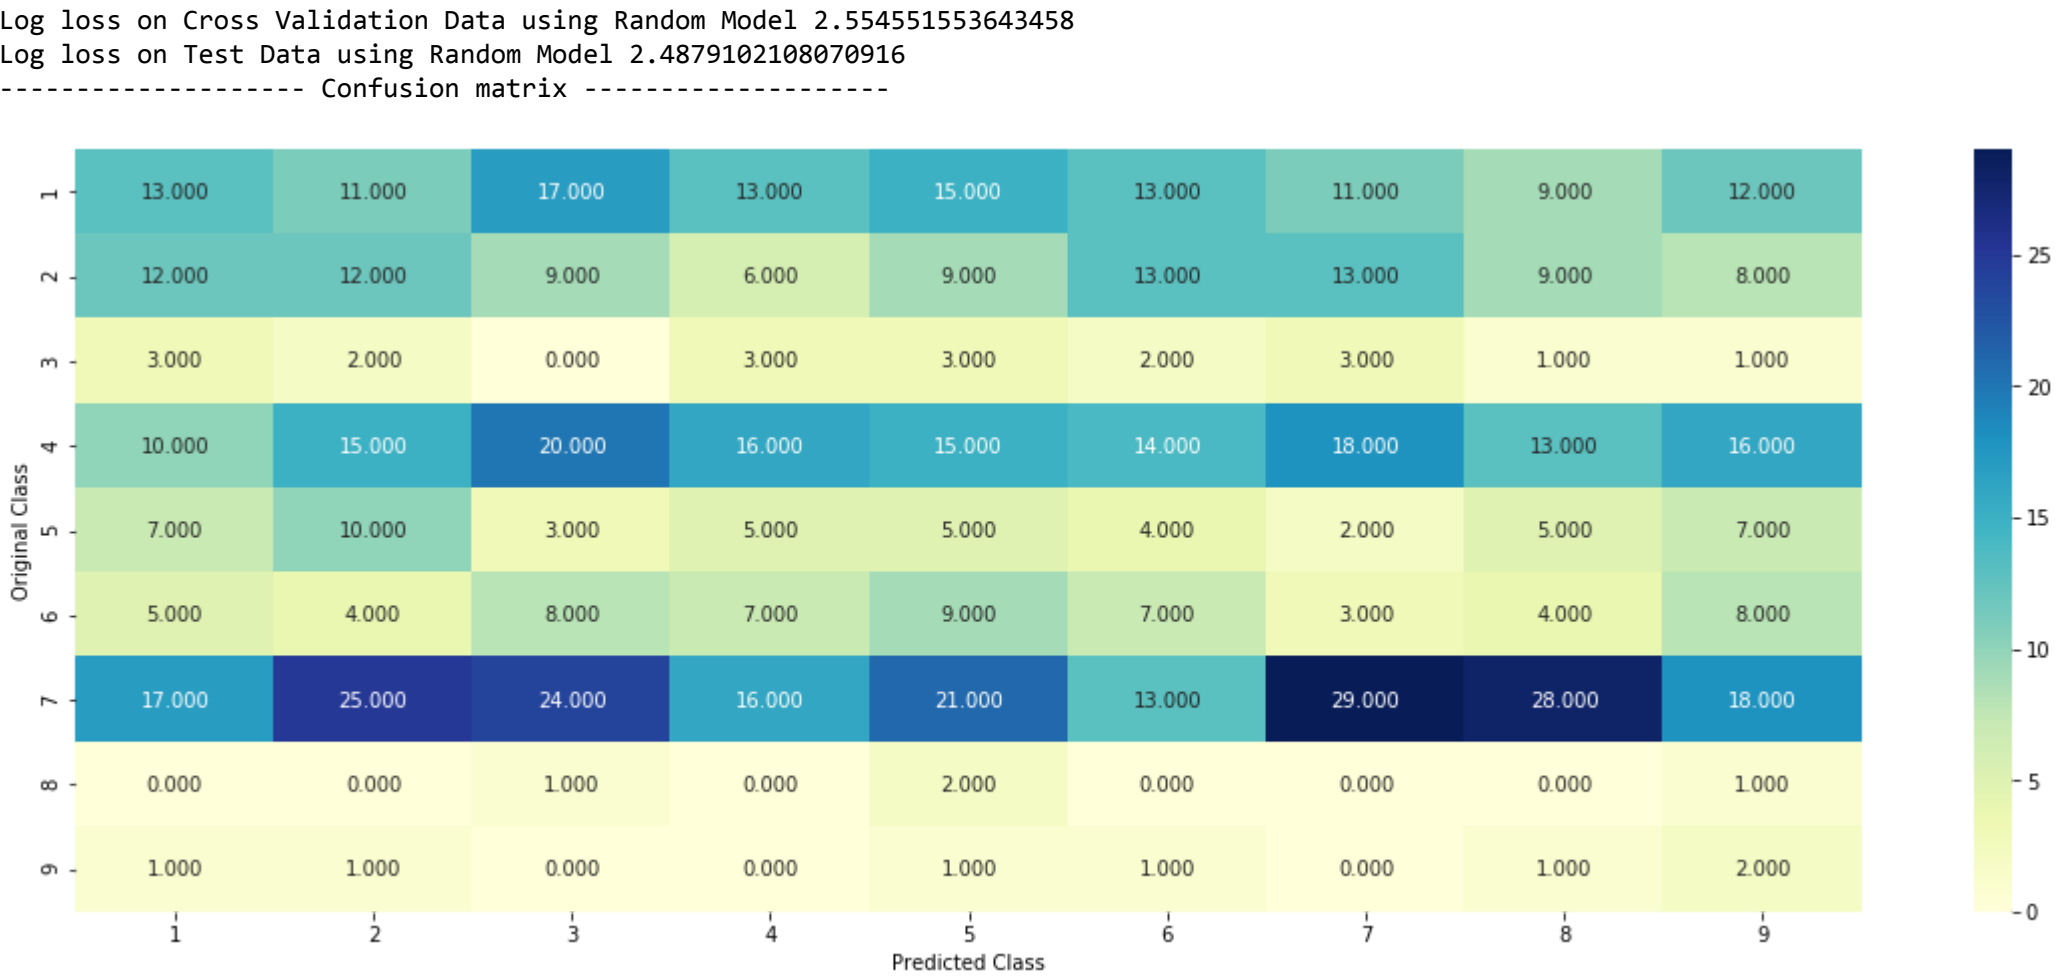 Log loss on Cross Validation Data using Random Model 2.554551553643458
Log loss on Test Data using Random Model 2.4879102108070916
-------------------- Confusion matrix --------------------
1 13.000 11.000 17.000 13.000 15.000 13.000 11.000 9.000 12.000
2 12.000 12.000 9.000 6.000 9.000 13.000 13.000 9.000 8.000
3 3.000 2.000 0.000 3.000 3.000 2.000 3.000 1.000 1.000
4 10.000 15.000 20.000 16.000 15.000 14.000 18.000 13.000 16.000
5 7.000 10.000 3.000 5.000 5.000 4.000 2.000 5.000 7.000
6 5.000 4.000 8.000 7.000 9.000 7.000 3.000 4.000 8.000
7 17.000 25.000 24.000 16.000 21.000 13.000 29.000 28.000 18.000
8 0.000 0.000 1.000 0.000 2.000 0.000 0.000 0.000 1.000
9 1.000 1.000 0.000 0.000 1.000 1.000 0.000 1.000 2.000
1 2 3 4 5 6 7 8 9
Predicted Class
Original Class
25
20
15
10
5
0